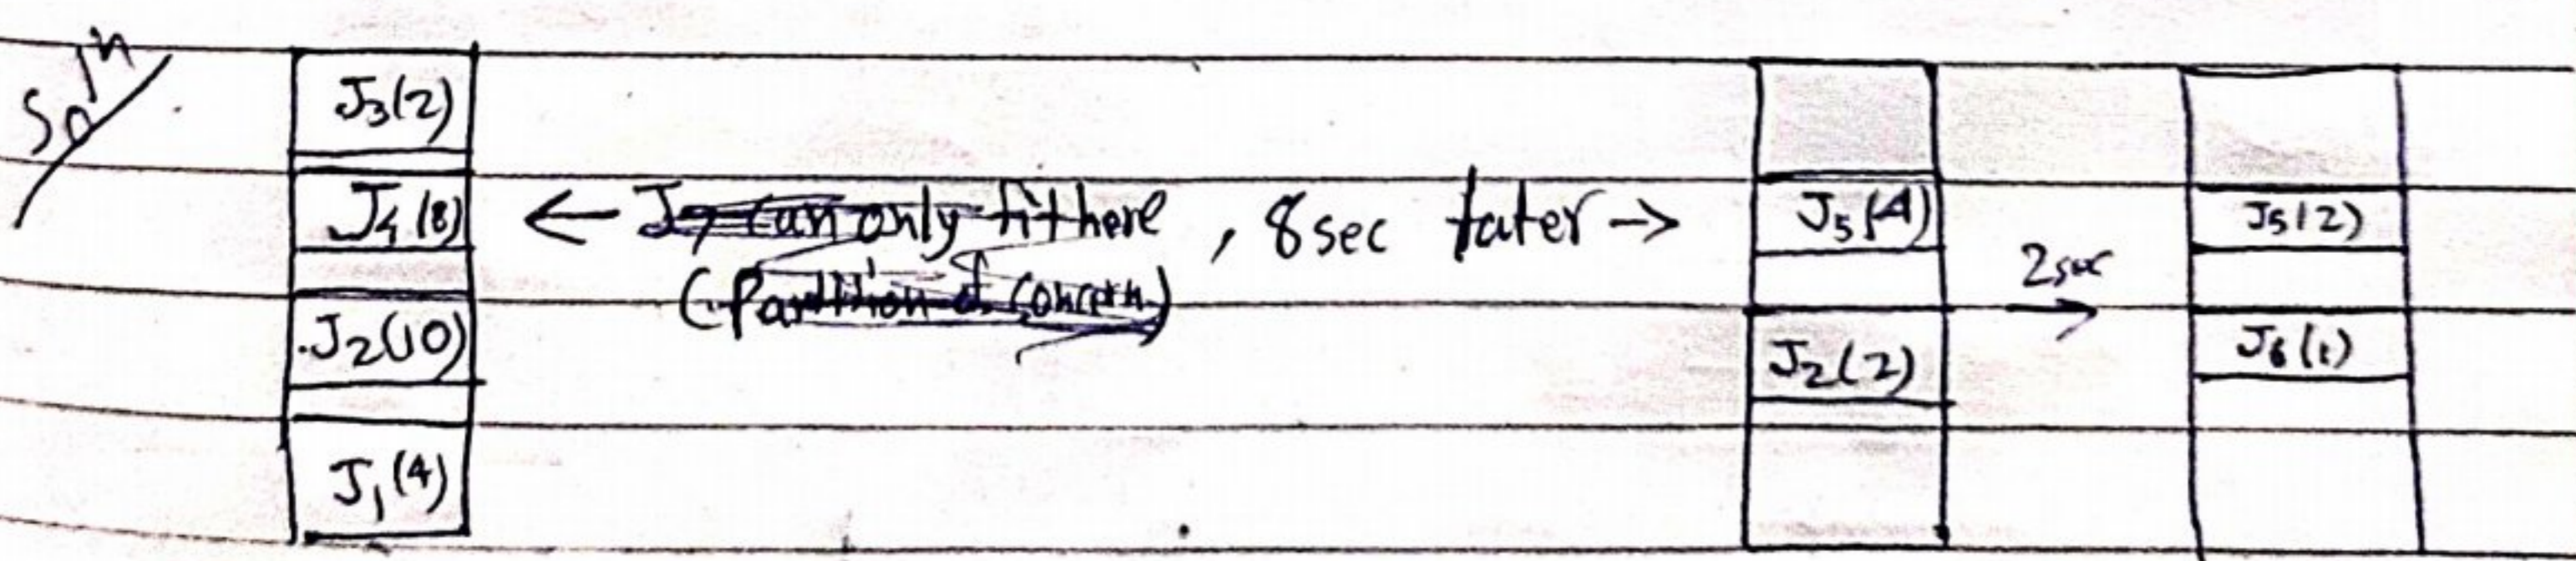 Soln
J3(2)
J4(8) ← J7 can only fit here , 8sec later → J5(4) J5(2)
(Partition of concern) 2sec
J2(10) J2(2) J6(1)
J1(4)